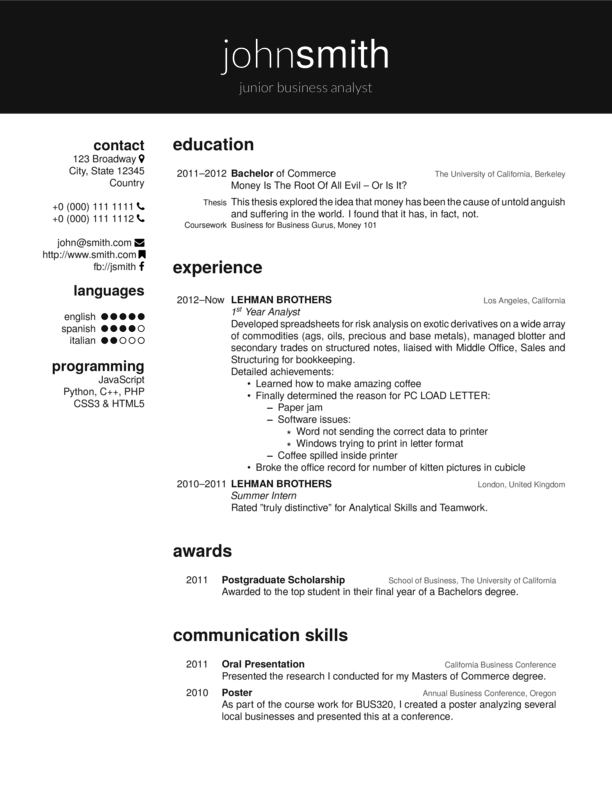 johnsmith
junior business analyst
contact
123 Broadway
City, State 12345
Country
+0 (000) 111 1111
+0 (000) 111 1112
john@smith.com
http://www.smith.com
fb://jsmith
languages
english
spanish
italian
programming
JavaScript
Python, C++, PHP
CSS3 & HTML5
education
2011–2012 Bachelor of Commerce The University of California, Berkeley
Money Is The Root Of All Evil – Or Is It?
Thesis This thesis explored the idea that money has been the cause of untold anguish
and suffering in the world. I found that it has, in fact, not.
Coursework Business for Business Gurus, Money 101
experience
2012–Now LEHMAN BROTHERS Los Angeles, California
1st Year Analyst
Developed spreadsheets for risk analysis on exotic derivatives on a wide array
of commodities (ags, oils, precious and base metals), managed blotter and
secondary trades on structured notes, liaised with Middle Office, Sales and
Structuring for bookkeeping.
Detailed achievements:
• Learned how to make amazing coffee
• Finally determined the reason for PC LOAD LETTER:
– Paper jam
– Software issues:
* Word not sending the correct data to printer
* Windows trying to print in letter format
– Coffee spilled inside printer
• Broke the office record for number of kitten pictures in cubicle
2010–2011 LEHMAN BROTHERS London, United Kingdom
Summer Intern
Rated "truly distinctive" for Analytical Skills and Teamwork.
awards
2011 Postgraduate Scholarship School of Business, The University of California
Awarded to the top student in their final year of a Bachelors degree.
communication skills
2011 Oral Presentation California Business Conference
Presented the research I conducted for my Masters of Commerce degree.
2010 Poster Annual Business Conference, Oregon
As part of the course work for BUS320, I created a poster analyzing several
local businesses and presented this at a conference.